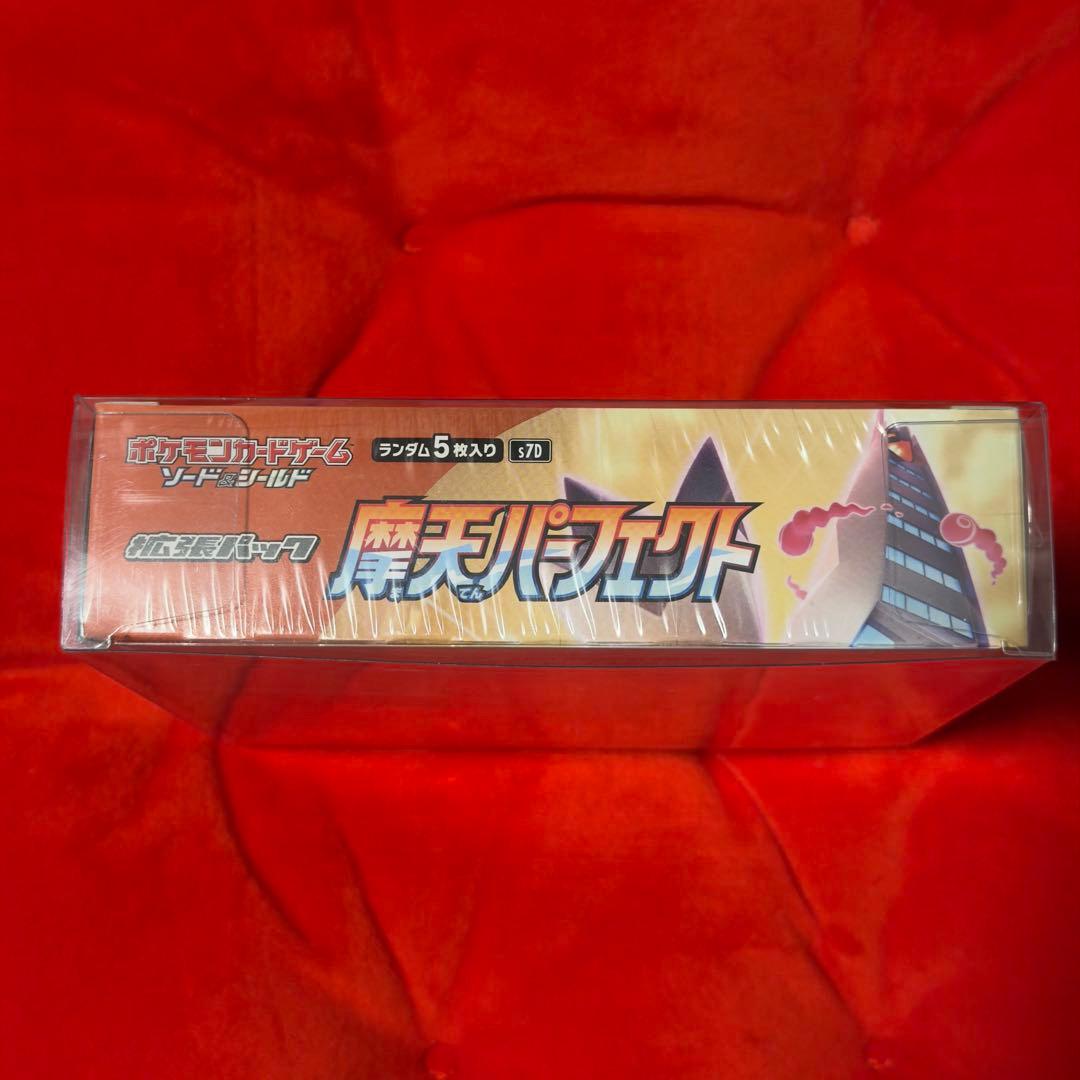 ポケモンカードゲーム
ソード&シールド
ランダム5枚入り s7D
拡張パック
摩天パーフェクト
ま てん